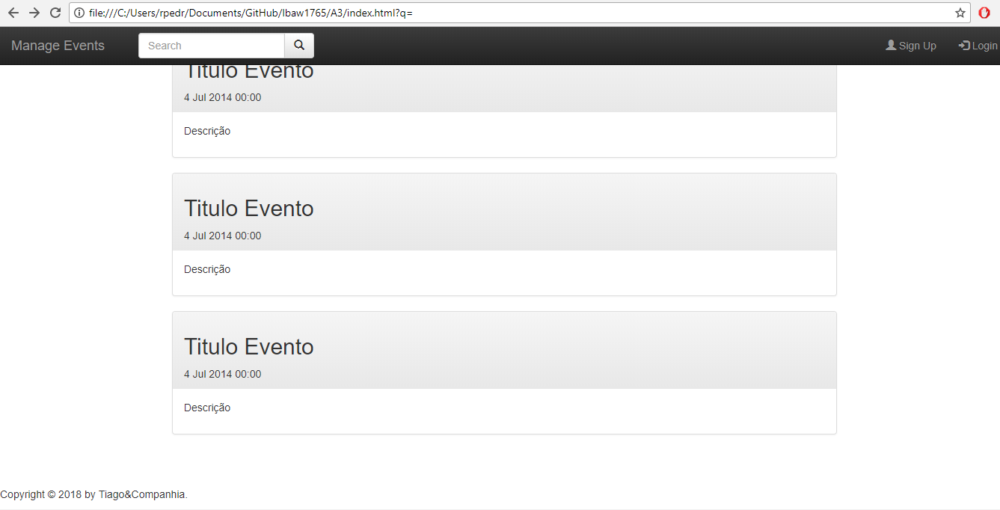 file:///C:/Users/rpedr/Documents/GitHub/lbaw1765/A3/index.html?q=
Manage Events Search Sign Up Login
Titulo Evento
4 Jul 2014 00:00
Descrição
Titulo Evento
4 Jul 2014 00:00
Descrição
Titulo Evento
4 Jul 2014 00:00
Descrição
Copyright © 2018 by Tiago&Companhia.